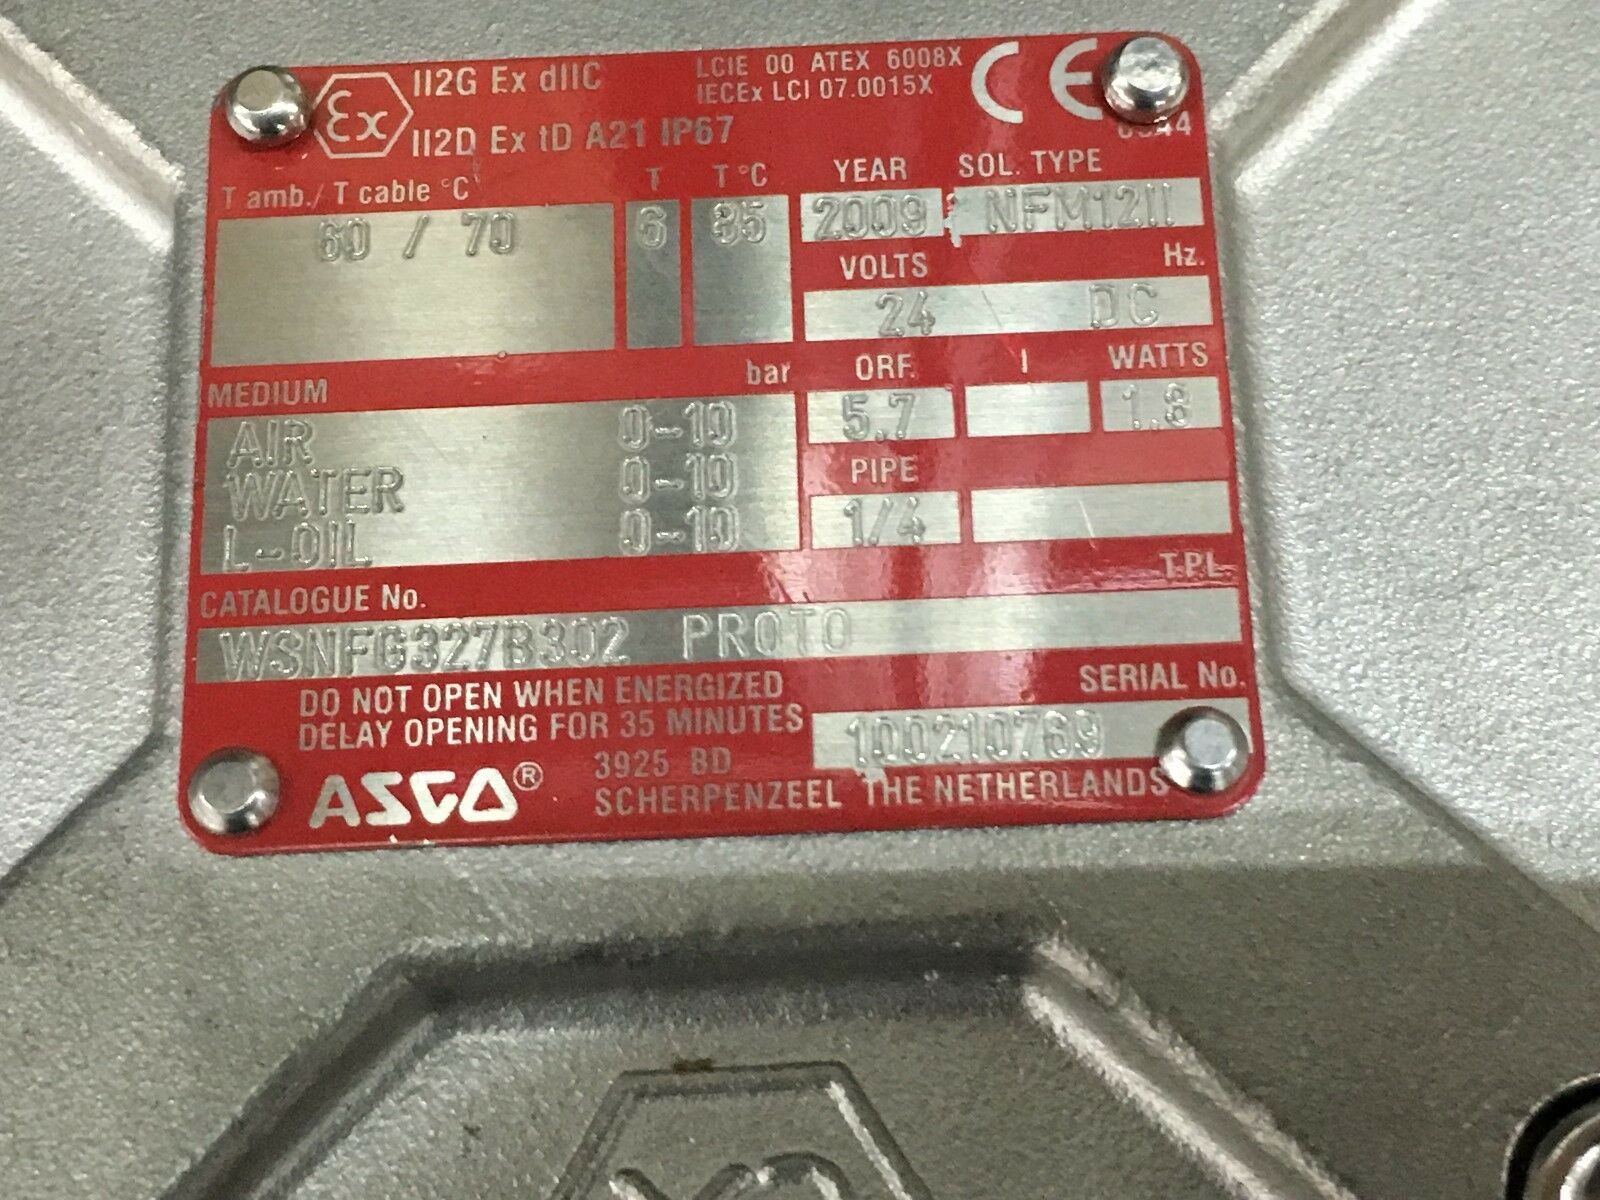 Ex II2G Ex dIIC LCIE 00 ATEX 6008X CE
IECEx LCI 07.0015X
II2D Ex tD A21 IP67
T amb./ T cable °C T T °C YEAR SOL. TYPE
60 / 70 6 85 2009 NFM12II
VOLTS Hz.
24 DC
MEDIUM bar ORF. I WATTS
AIR 0-10 5,7 1.8
WATER 0-10 PIPE
L-OIL 0-10 1/4
CATALOGUE No. T.P.L.
WSNFG327B302 PROTO
DO NOT OPEN WHEN ENERGIZED SERIAL No.
DELAY OPENING FOR 35 MINUTES 100210769
ASCO® 3925 BD
SCHERPENZEEL THE NETHERLANDS